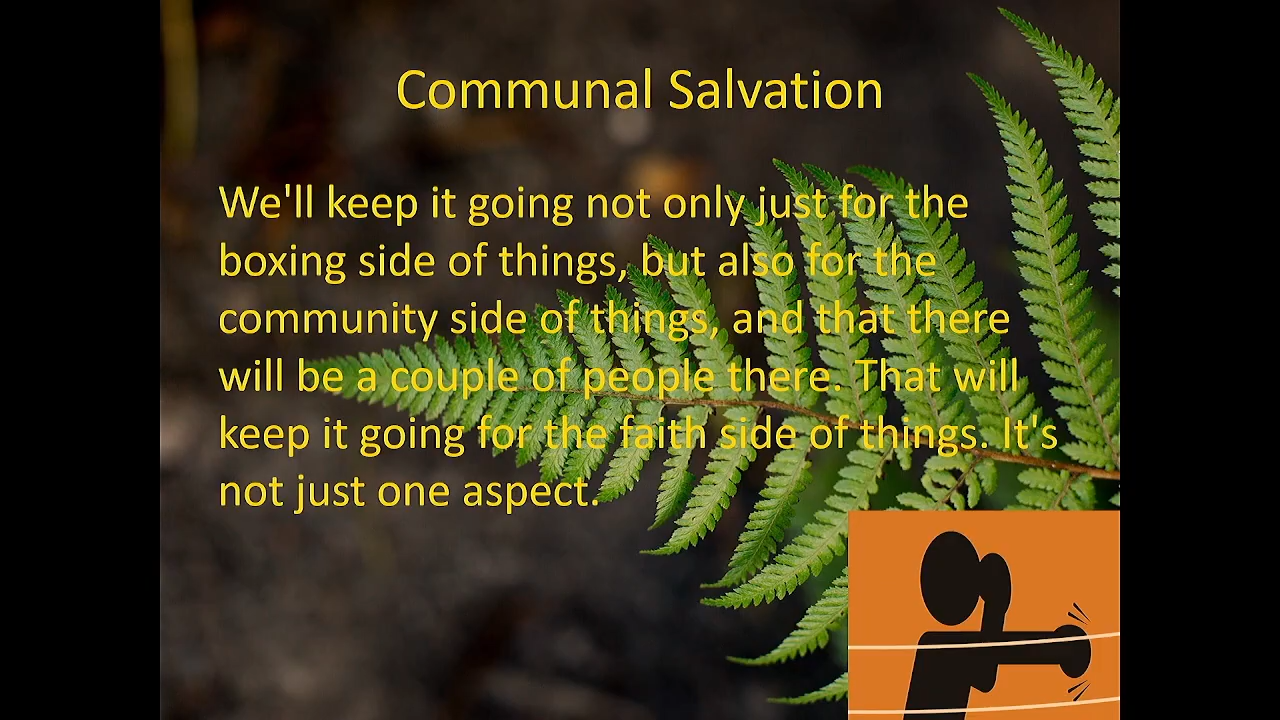 Communal Salvation
We'll keep it going not only just for the
boxing side of things, but also for the
community side of things, and that there
will be a couple of people there. That will
keep it going for the faith side of things. It's
not just one aspect.